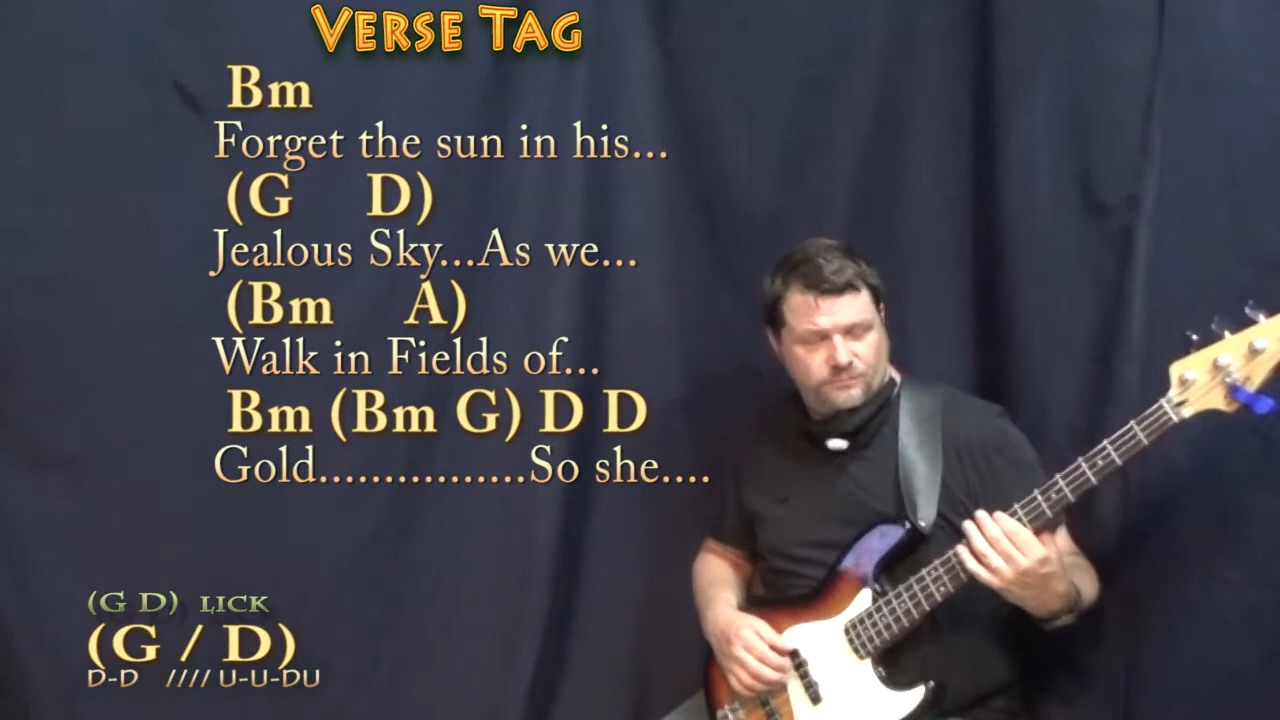 VERSE TAG
Bm
Forget the sun in his...
(G D)
Jealous Sky...As we...
(Bm A)
Walk in Fields of...
Bm (Bm G) D D
Gold................So she....
(G D) LICK
(G / D)
D-D //// U-U-DU